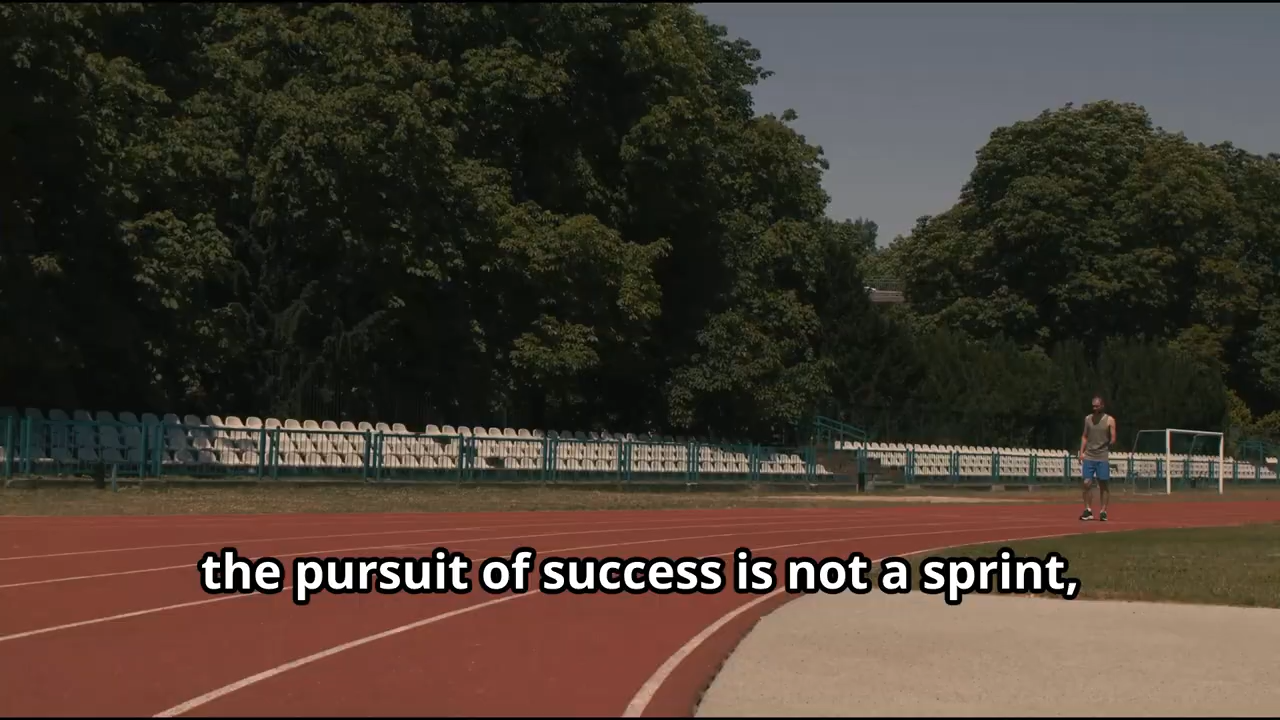 the pursuit of success is not a sprint,